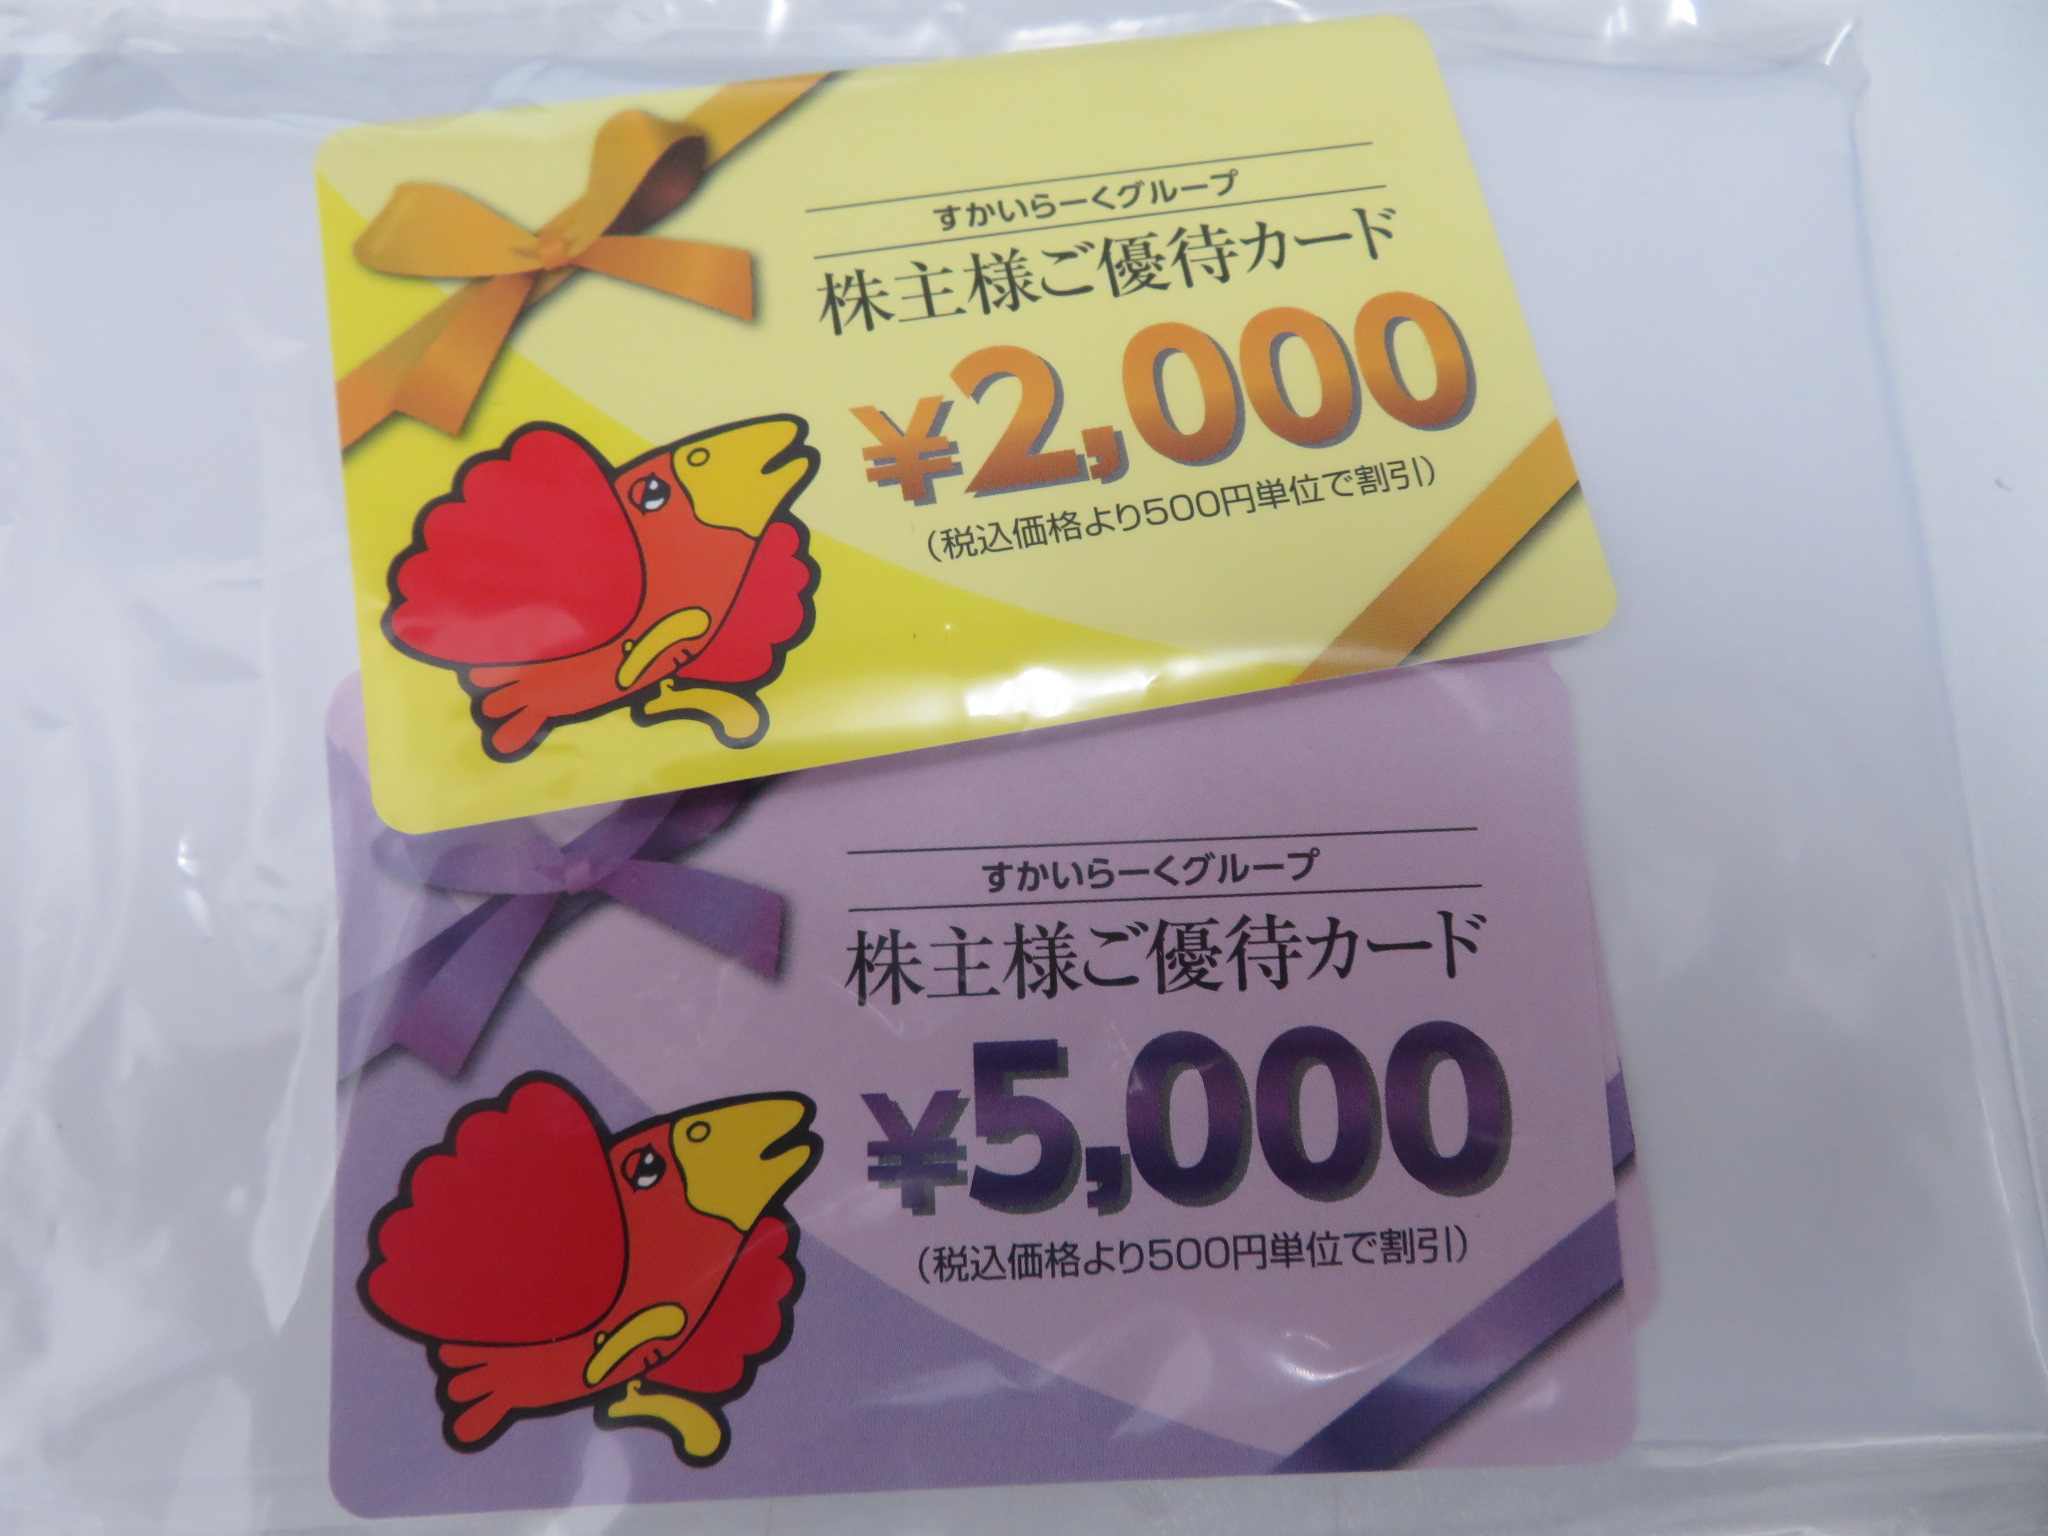 すかいらーくグループ
株主様ご優待カード
¥2,000
（税込価格より500円単位で割引）
すかいらーくグループ
株主様ご優待カード
¥5,000
（税込価格より500円単位で割引）